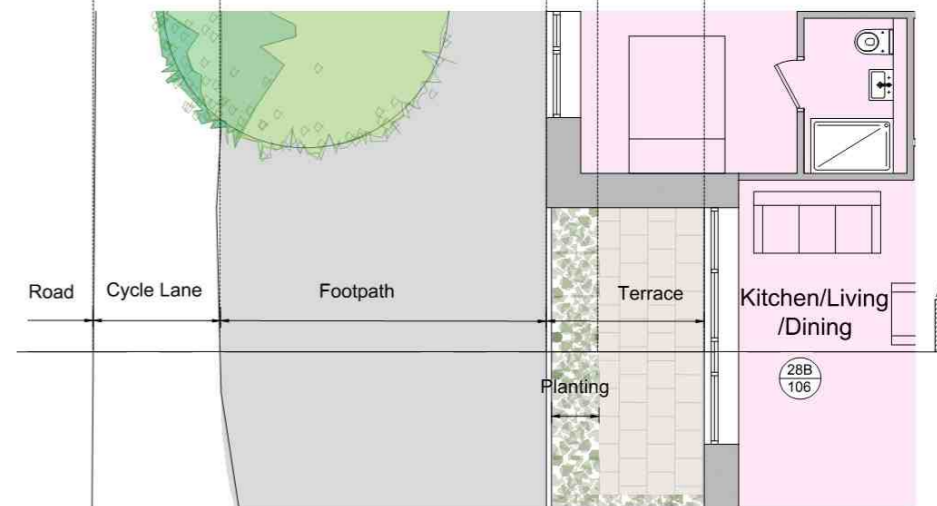 Road
Cycle Lane
Footpath
Terrace
Kitchen/Living
/Dining
Planting
28B
106